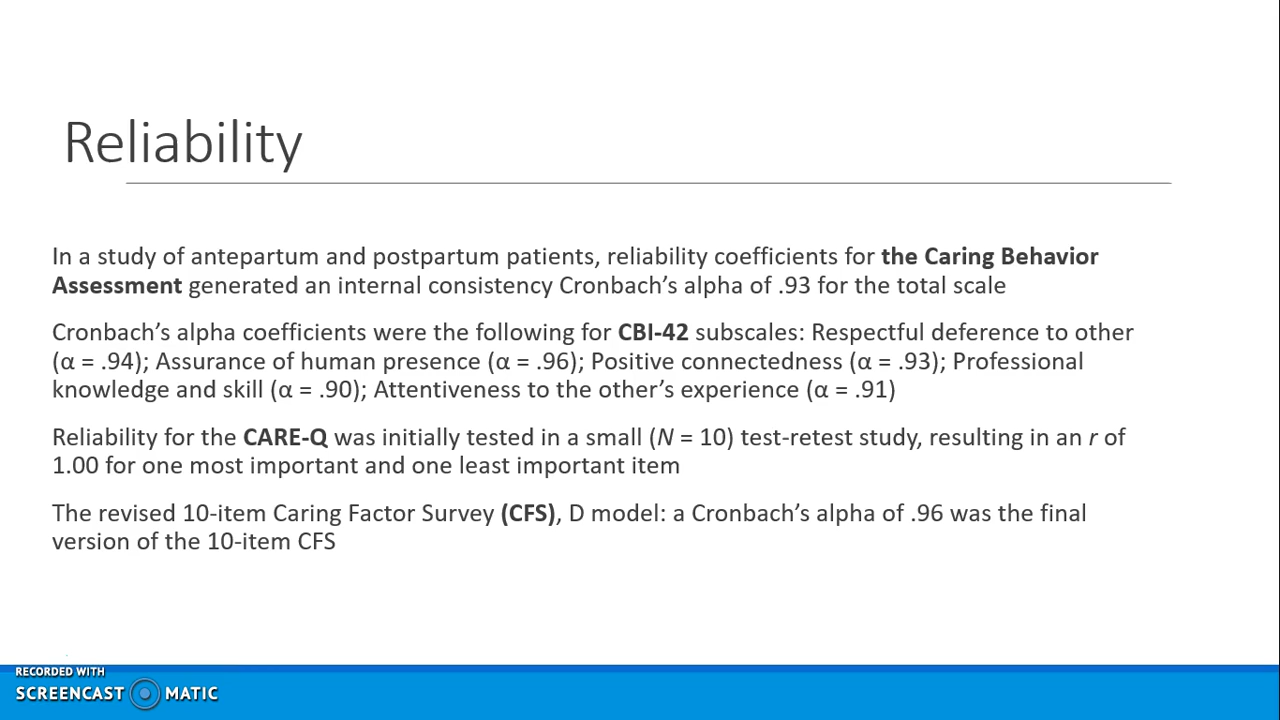 Reliability
In a study of antepartum and postpartum patients, reliability coefficients for the Caring Behavior
Assessment generated an internal consistency Cronbach’s alpha of .93 for the total scale
Cronbach’s alpha coefficients were the following for CBI-42 subscales: Respectful deference to other
(α = .94); Assurance of human presence (α = .96); Positive connectedness (α = .93); Professional
knowledge and skill (α = .90); Attentiveness to the other’s experience (α = .91)
Reliability for the CARE-Q was initially tested in a small (N = 10) test-retest study, resulting in an r of
1.00 for one most important and one least important item
The revised 10-item Caring Factor Survey (CFS), D model: a Cronbach’s alpha of .96 was the final
version of the 10-item CFS
RECORDED WITH
SCREENCAST MATIC